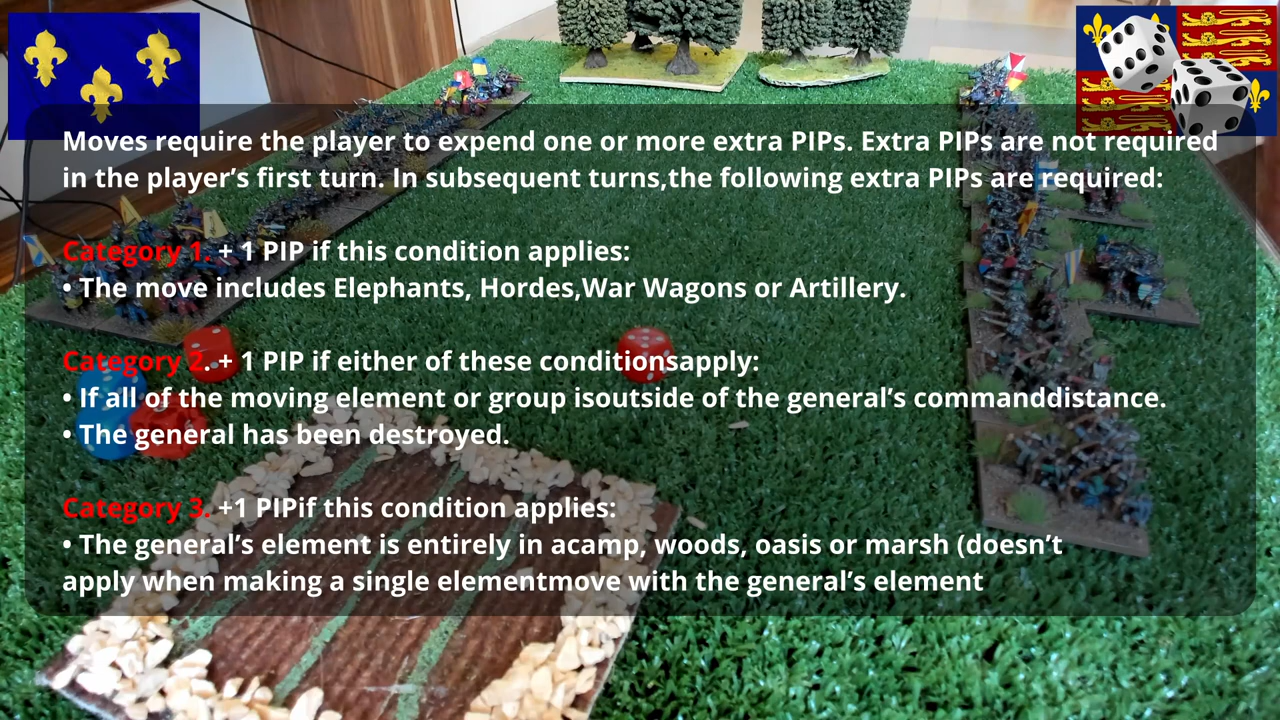 Moves require the player to expend one or more extra PIPs. Extra PIPs are not required
in the player’s first turn. In subsequent turns,the following extra PIPs are required:
Category 1. + 1 PIP if this condition applies:
• The move includes Elephants, Hordes,War Wagons or Artillery.
Category 2. + 1 PIP if either of these conditionsapply:
• If all of the moving element or group isoutside of the general’s commanddistance.
• The general has been destroyed.
Category 3. +1 PIPif this condition applies:
• The general’s element is entirely in acamp, woods, oasis or marsh (doesn’t
apply when making a single elementmove with the general’s element